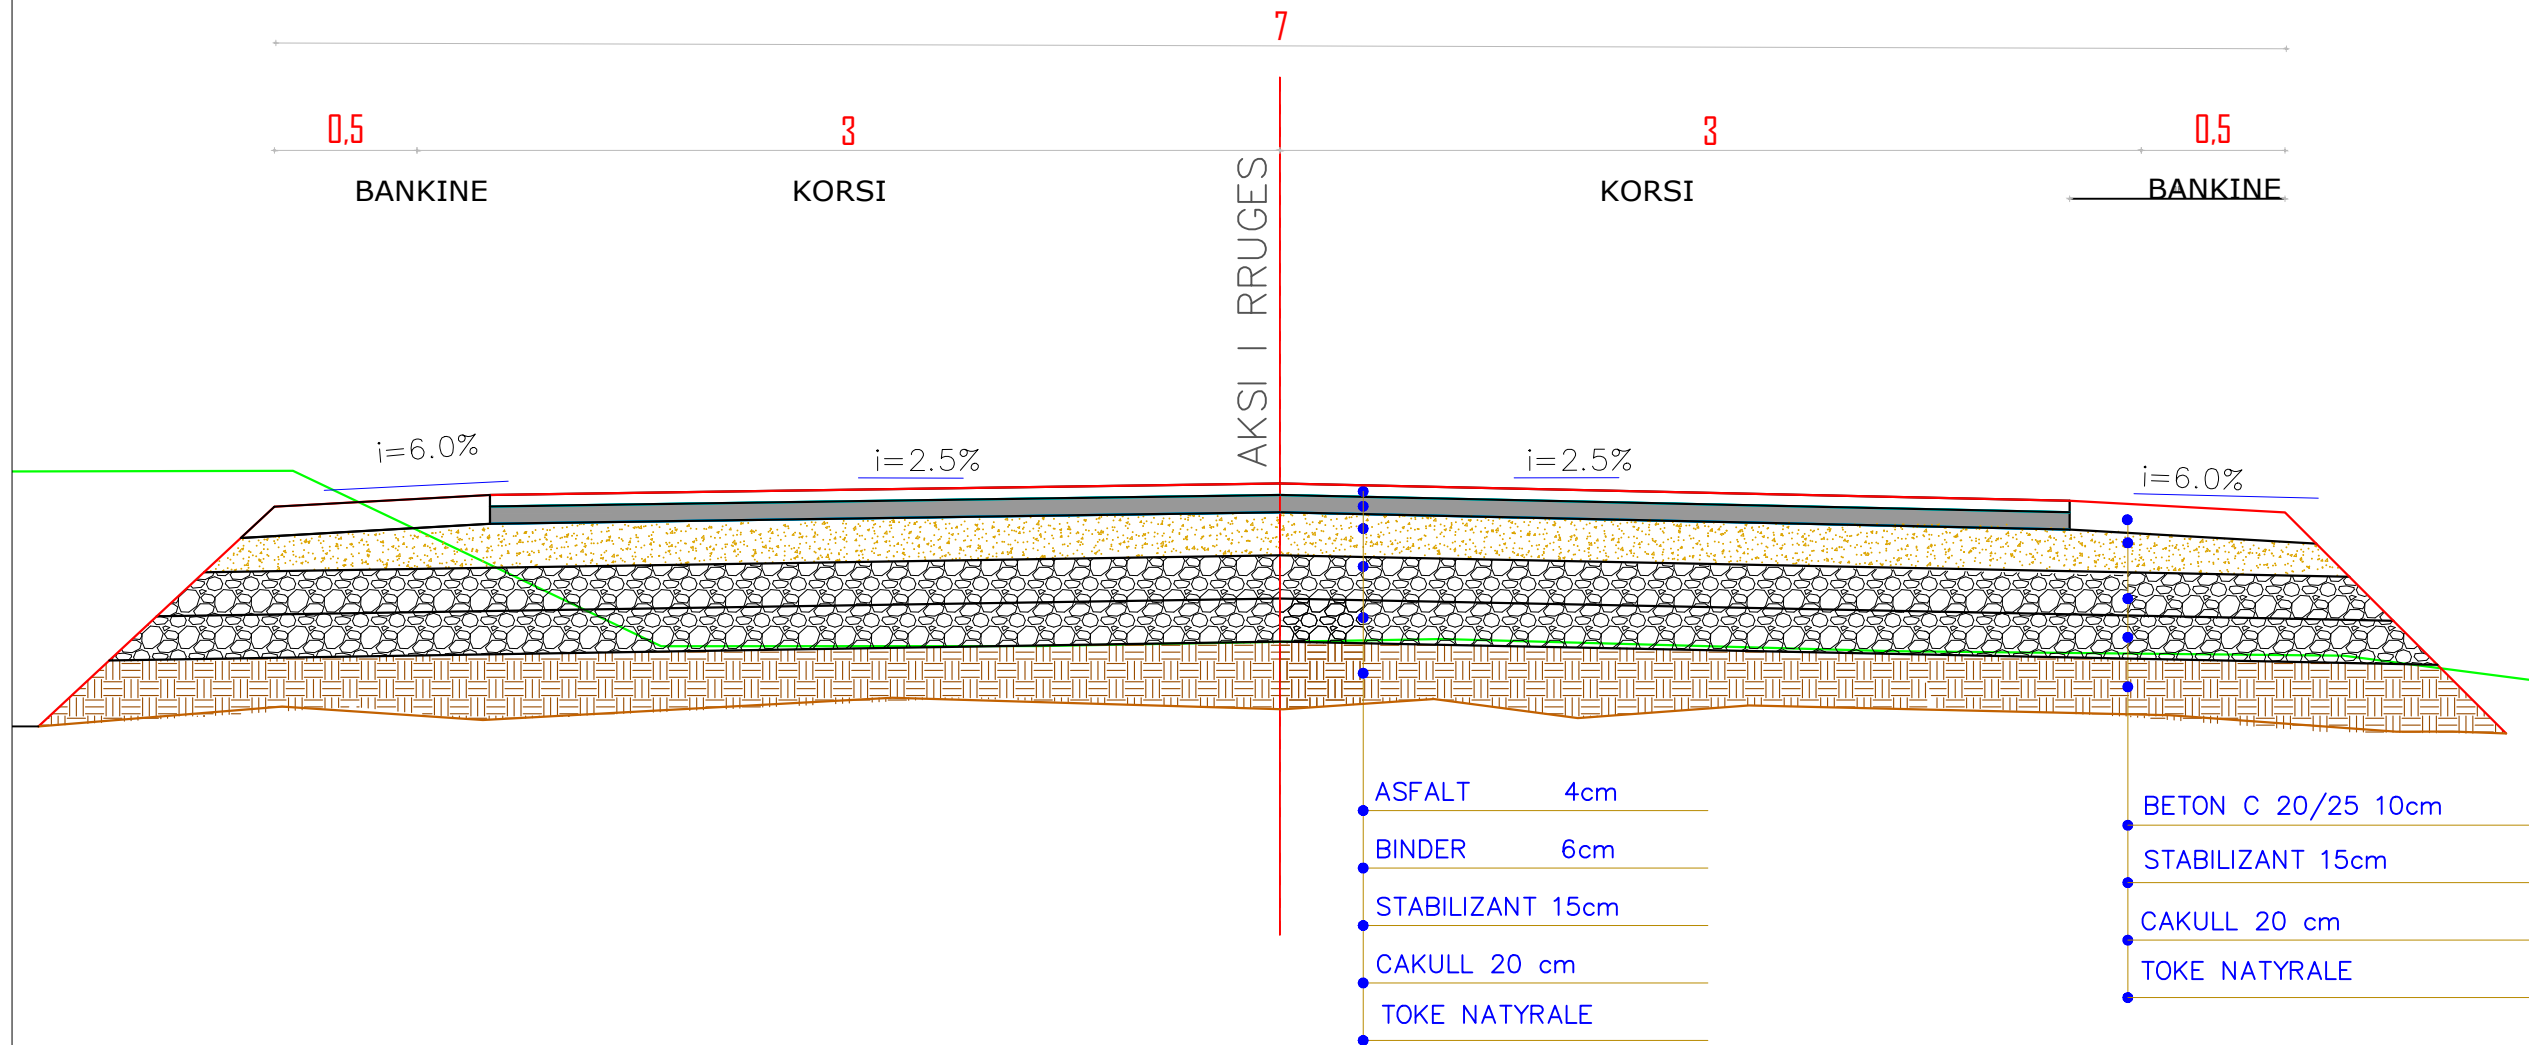 7
0,5 3 3 0,5
BANKINE KORSI KORSI BANKINE
AKSI I RRUGES
i=6.0% i=2.5% i=2.5% i=6.0%
ASFALT 4cm
BINDER 6cm
STABILIZANT 15cm
CAKULL 20 cm
TOKE NATYRALE
BETON C 20/25 10cm
STABILIZANT 15cm
CAKULL 20 cm
TOKE NATYRALE